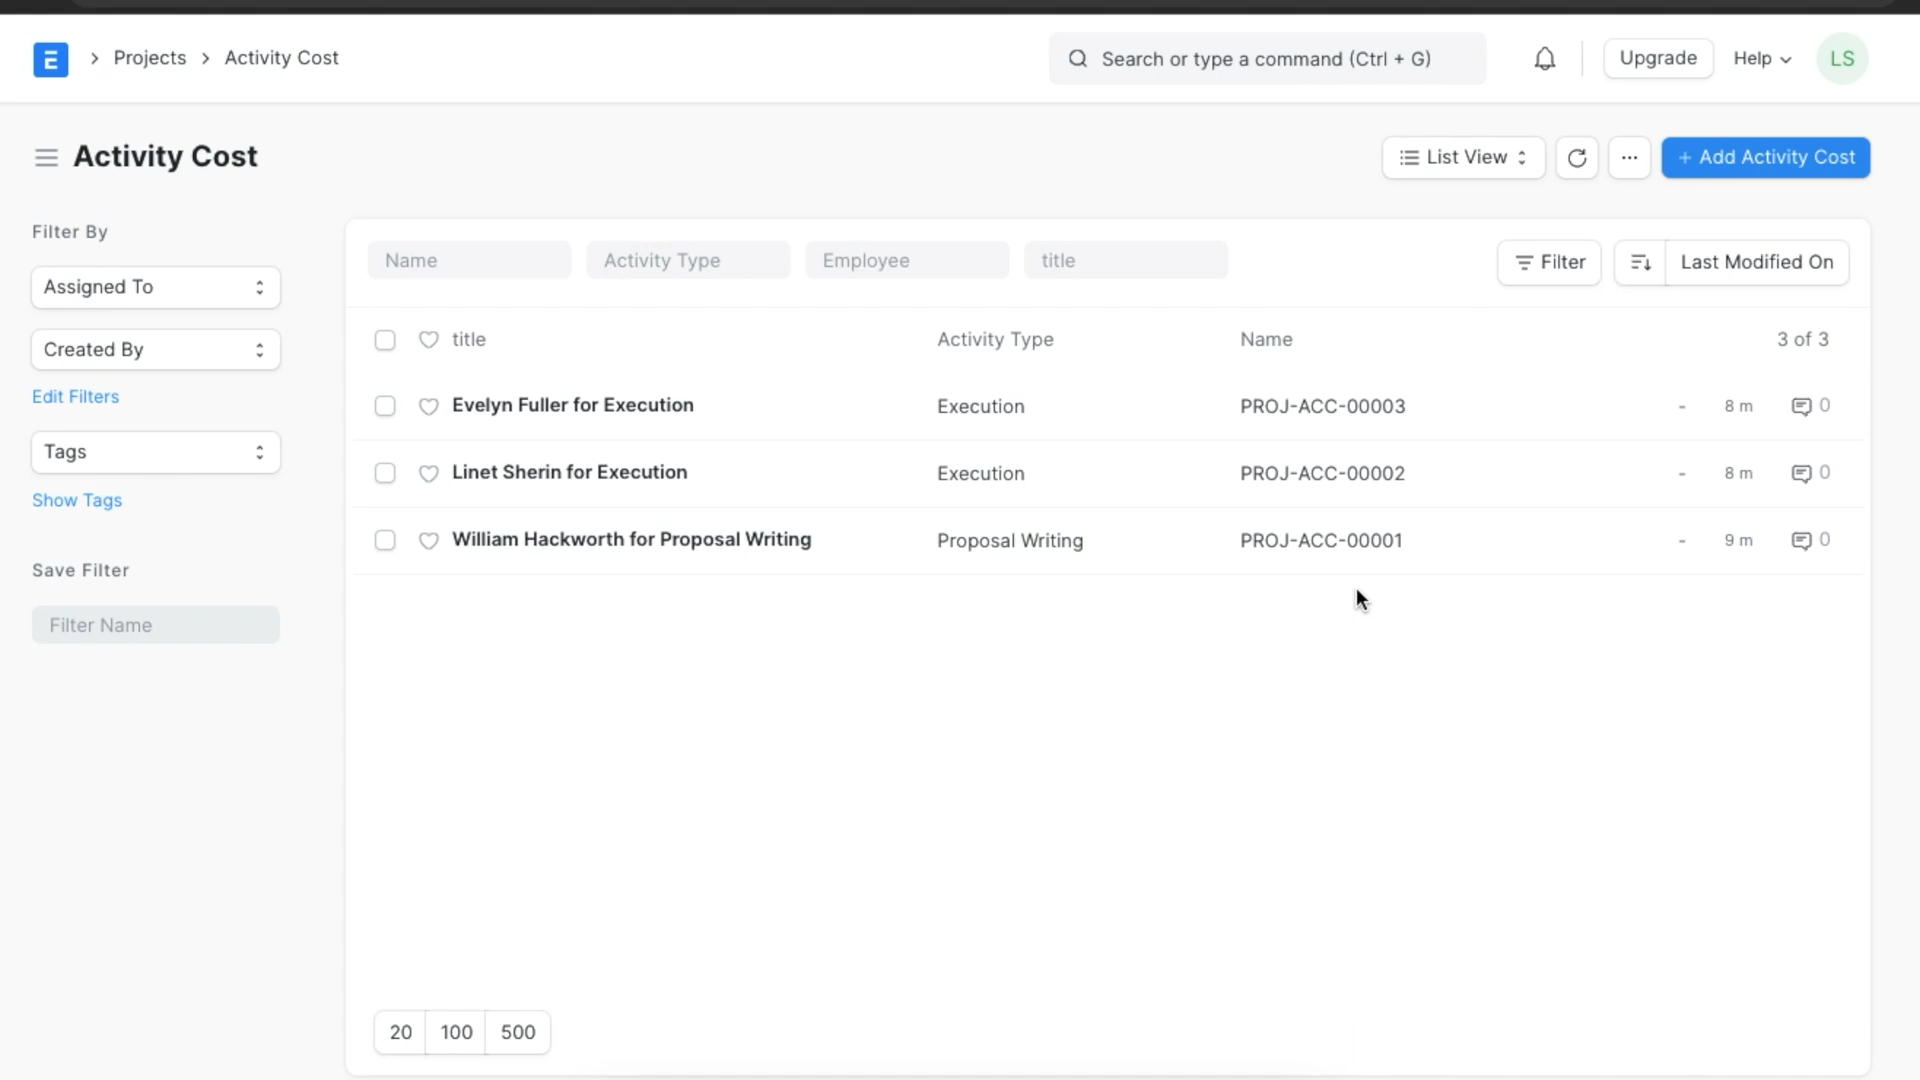 E > Projects > Activity Cost
Search or type a command (Ctrl + G)
Upgrade
Help
LS
Activity Cost
List View
...
+ Add Activity Cost
Filter By
Assigned To
Created By
Edit Filters
Tags
Show Tags
Save Filter
Filter Name
Name Activity Type Employee title
Filter
Last Modified On
title Activity Type Name 3 of 3
Evelyn Fuller for Execution Execution PROJ-ACC-00003 - 8 m 0
Linet Sherin for Execution Execution PROJ-ACC-00002 - 8 m 0
William Hackworth for Proposal Writing Proposal Writing PROJ-ACC-00001 - 9 m 0
20 100 500